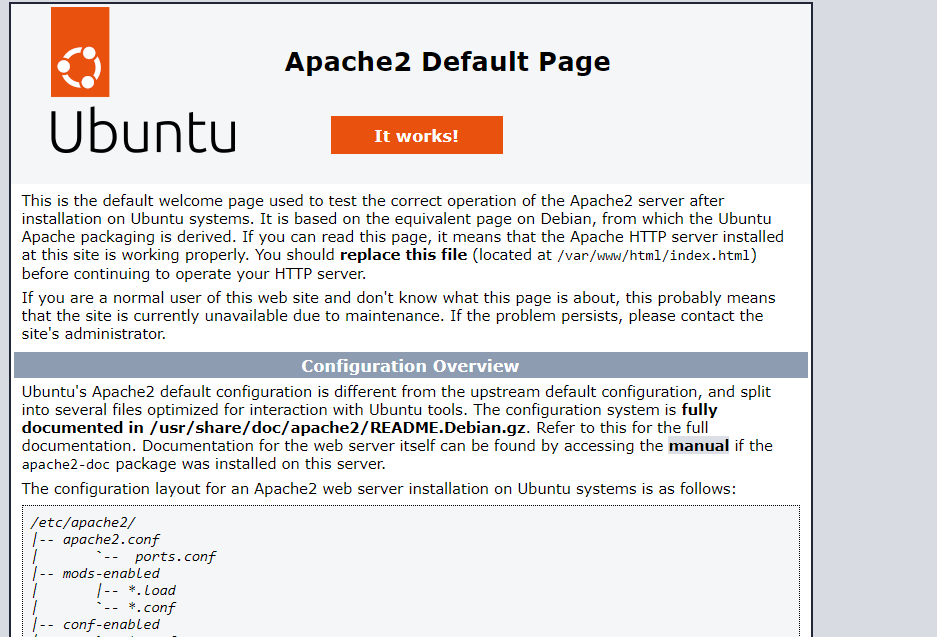 Apache2 Default Page
Ubuntu
It works!
This is the default welcome page used to test the correct operation of the Apache2 server after
installation on Ubuntu systems. It is based on the equivalent page on Debian, from which the Ubuntu
Apache packaging is derived. If you can read this page, it means that the Apache HTTP server installed
at this site is working properly. You should replace this file (located at /var/www/html/index.html)
before continuing to operate your HTTP server.
If you are a normal user of this web site and don't know what this page is about, this probably means
that the site is currently unavailable due to maintenance. If the problem persists, please contact the
site's administrator.
Configuration Overview
Ubuntu's Apache2 default configuration is different from the upstream default configuration, and split
into several files optimized for interaction with Ubuntu tools. The configuration system is fully
documented in /usr/share/doc/apache2/README.Debian.gz. Refer to this for the full
documentation. Documentation for the web server itself can be found by accessing the manual if the
apache2-doc package was installed on this server.
The configuration layout for an Apache2 web server installation on Ubuntu systems is as follows:
/etc/apache2/
|-- apache2.conf
|       `--  ports.conf
|-- mods-enabled
|       |-- *.load
|       `-- *.conf
|-- conf-enabled